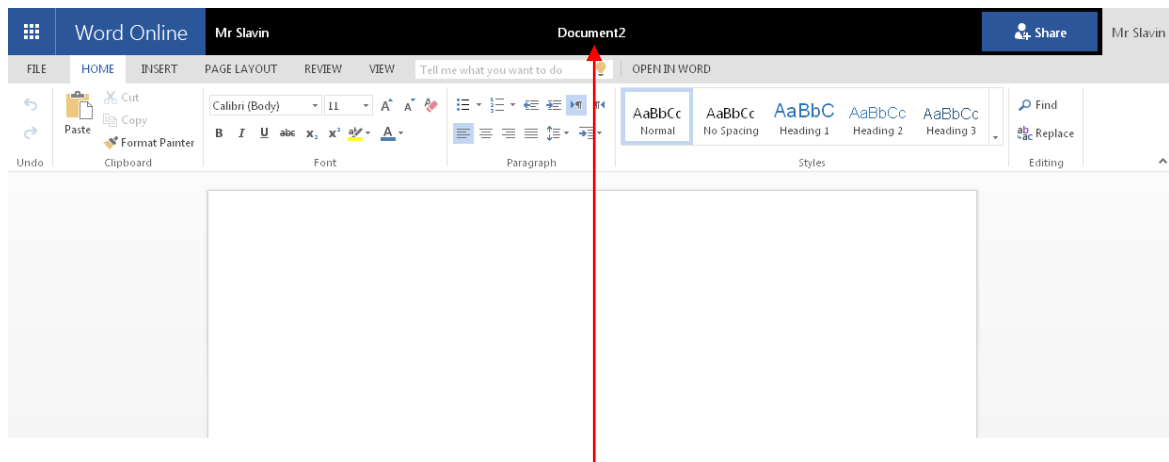 Word Online Mr Slavin Document2 Share Mr Slavin
FILE HOME INSERT PAGE LAYOUT REVIEW VIEW Tell me what you want to do OPEN IN WORD
Cut
Copy
Paste
Format Painter
Undo Clipboard
Calibri (Body) 11 A A
B I U abc x₂ x² aby A
Font
Paragraph
AaBbCc AaBbCc AaBbC AaBbCc AaBbCc
Normal No Spacing Heading 1 Heading 2 Heading 3
Styles
Find
Replace
Editing